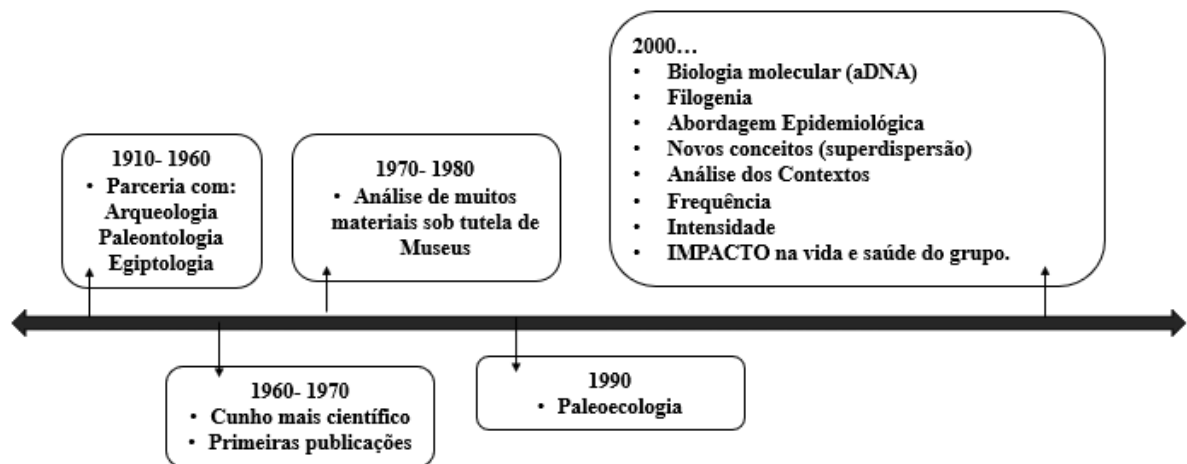 1910- 1960
• Parceria com:
Arqueologia
Paleontologia
Egiptologia
1960- 1970
• Cunho mais científico
• Primeiras publicações
1970- 1980
• Análise de muitos
materiais sob tutela de
Museus
1990
• Paleoecologia
2000…
• Biologia molecular (aDNA)
• Filogenia
• Abordagem Epidemiológica
• Novos conceitos (superdispersão)
• Análise dos Contextos
• Frequência
• Intensidade
• IMPACTO na vida e saúde do grupo.